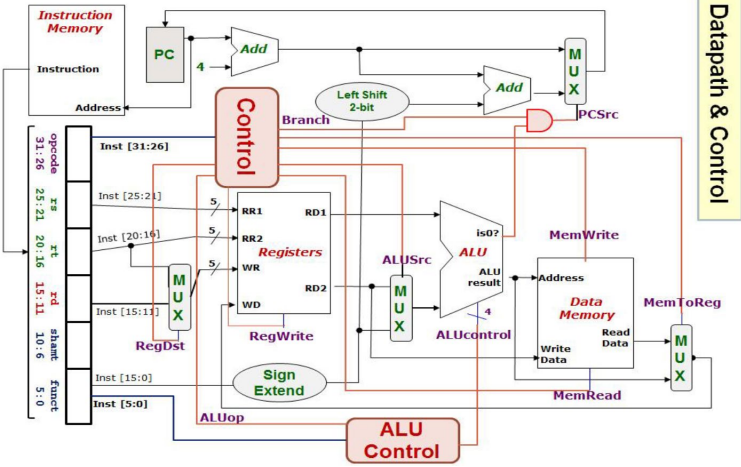 Datapath & Control
Instruction
Memory
Instruction
Address
PC
4
Add
Left Shift
2-bit
Add
M
U
X
PCSrc
Control
Branch
opcode
31:26
rs
25:21
rt
20:16
rd
15:11
shamt
10:6
funct
5:0
Inst [31:26]
Inst [25:21]
Inst [20:16]
Inst [15:11]
Inst [15:0]
Inst [5:0]
5
5
5
M
U
X
RegDst
RR1
RR2
WR
WD
RD1
RD2
Registers
RegWrite
Sign
Extend
ALUSrc
M
U
X
is0?
ALU
ALU
result
4
ALUcontrol
MemWrite
Address
Data
Memory
Read
Data
Write
Data
MemRead
MemToReg
M
U
X
ALUop
ALU
Control